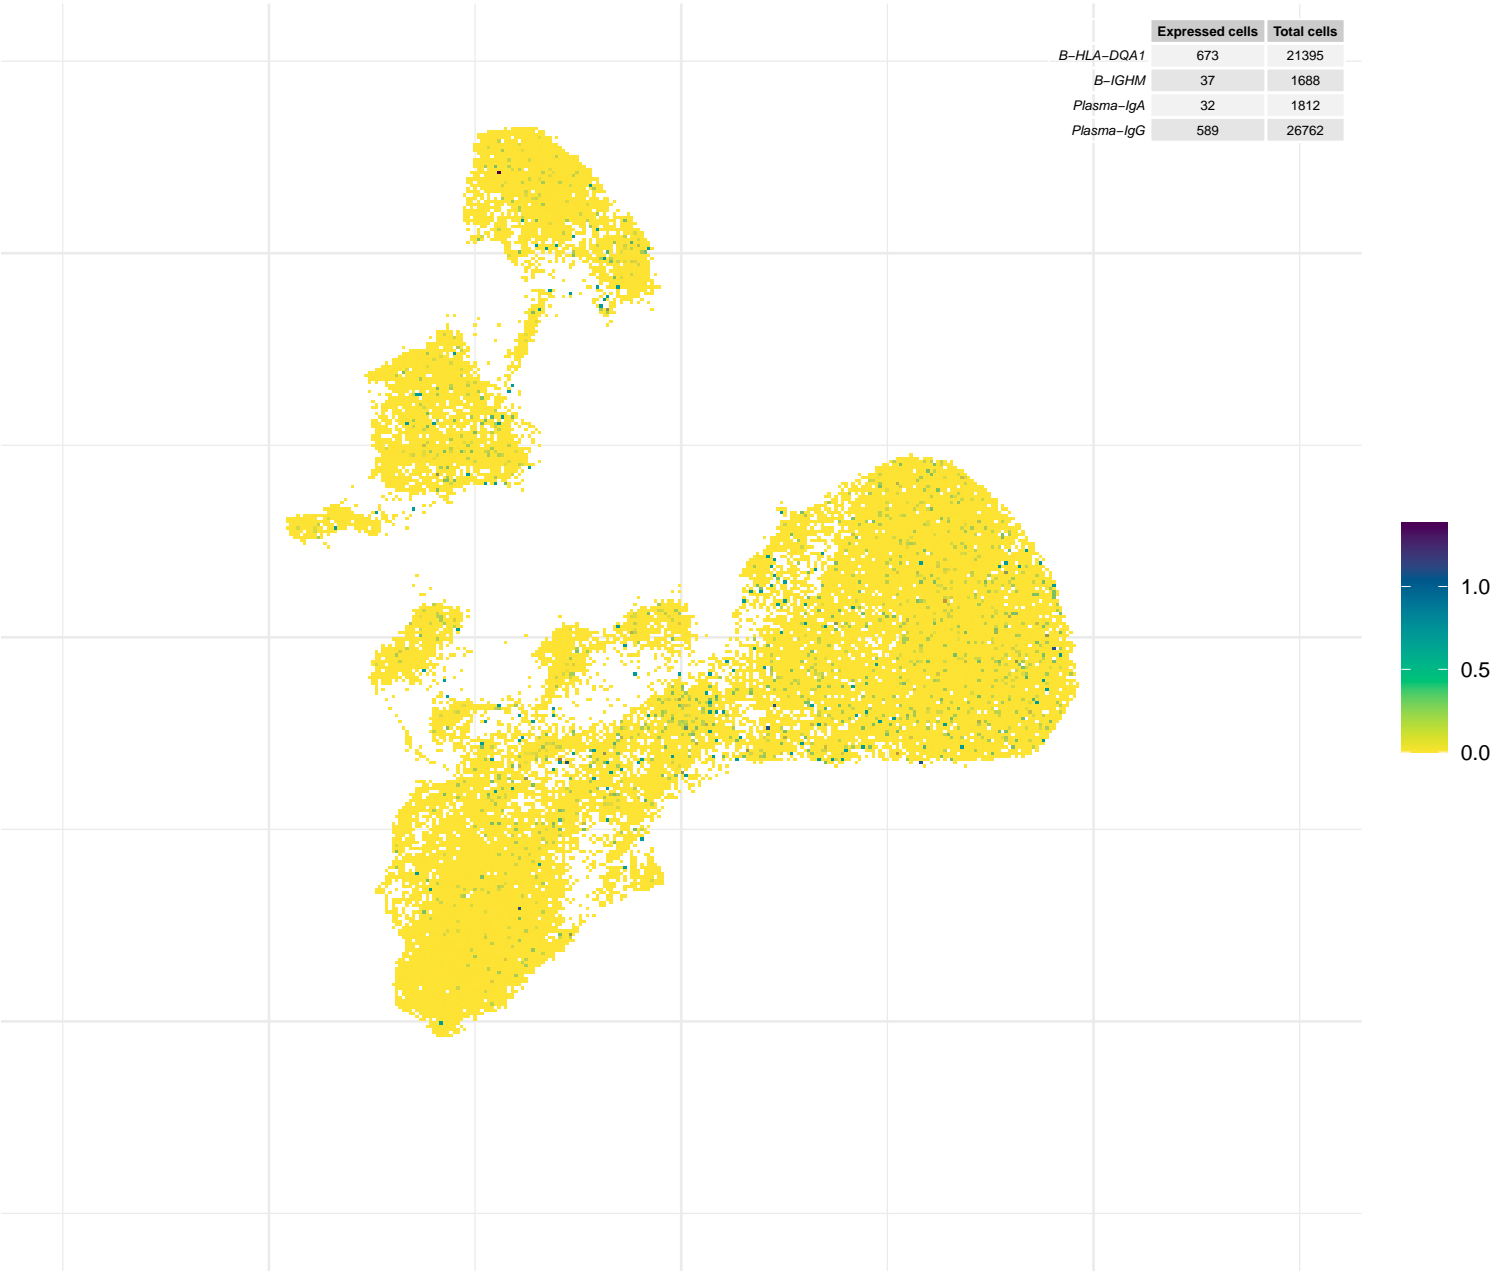 Expressed cells Total cells
B−HLA−DQA1 673 21395
B−IGHM 37 1688
Plasma−IgA 32 1812
Plasma−IgG 589 26762
1.0
0.5
0.0